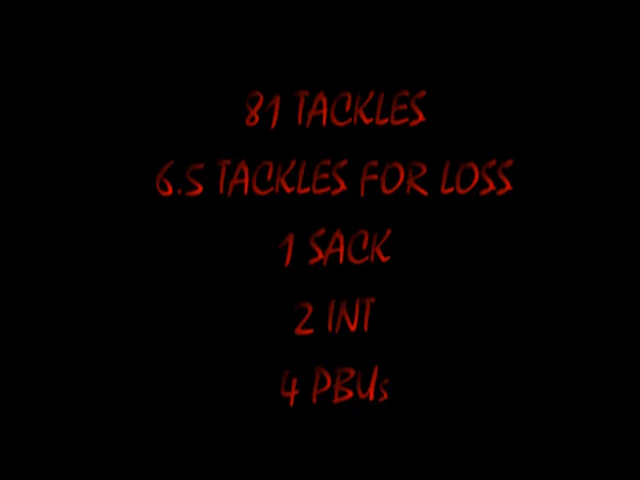 81 TACKLES
6.5 TACKLES FOR LOSS
1 SACK
2 INT
4 PBUs